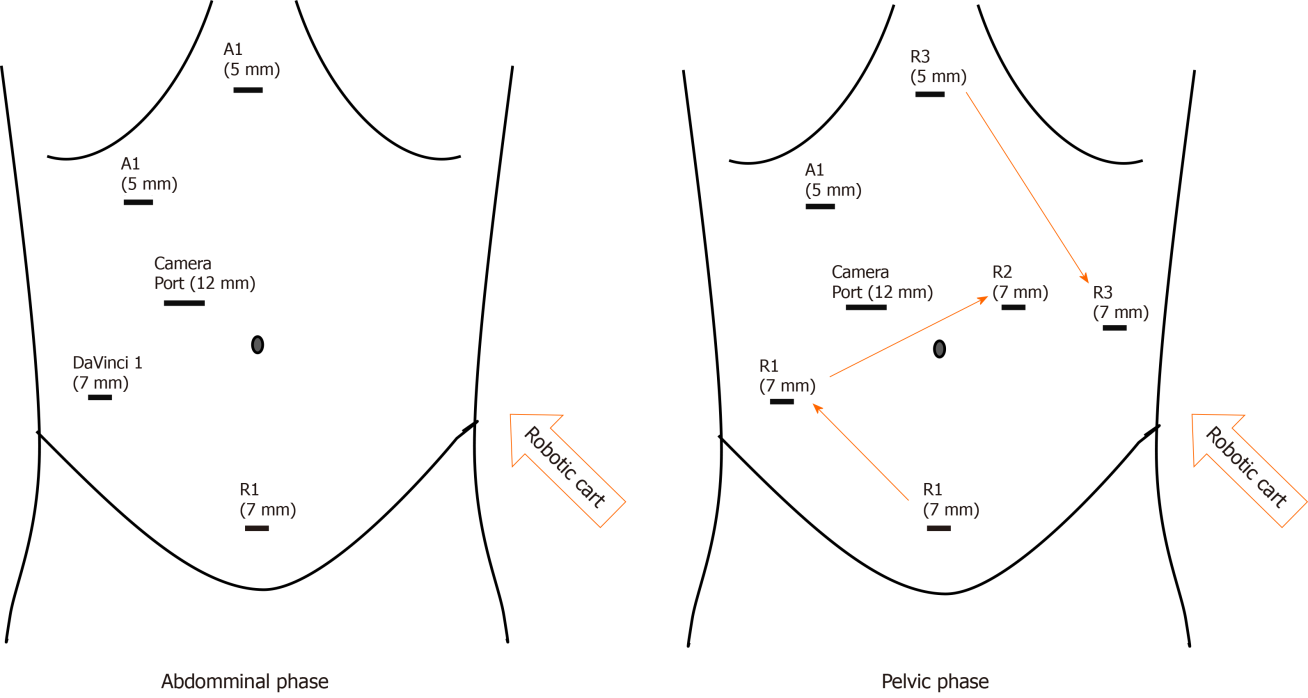 A1
(5 mm)
A1
(5 mm)
Camera
Port (12 mm)
DaVinci 1
(7 mm)
R1
(7 mm)
Robotic cart
Abdomminal phase
R3
(5 mm)
A1
(5 mm)
Camera
Port (12 mm)
R2
(7 mm)
R3
(7 mm)
R1
(7 mm)
R1
(7 mm)
Robotic cart
Pelvic phase